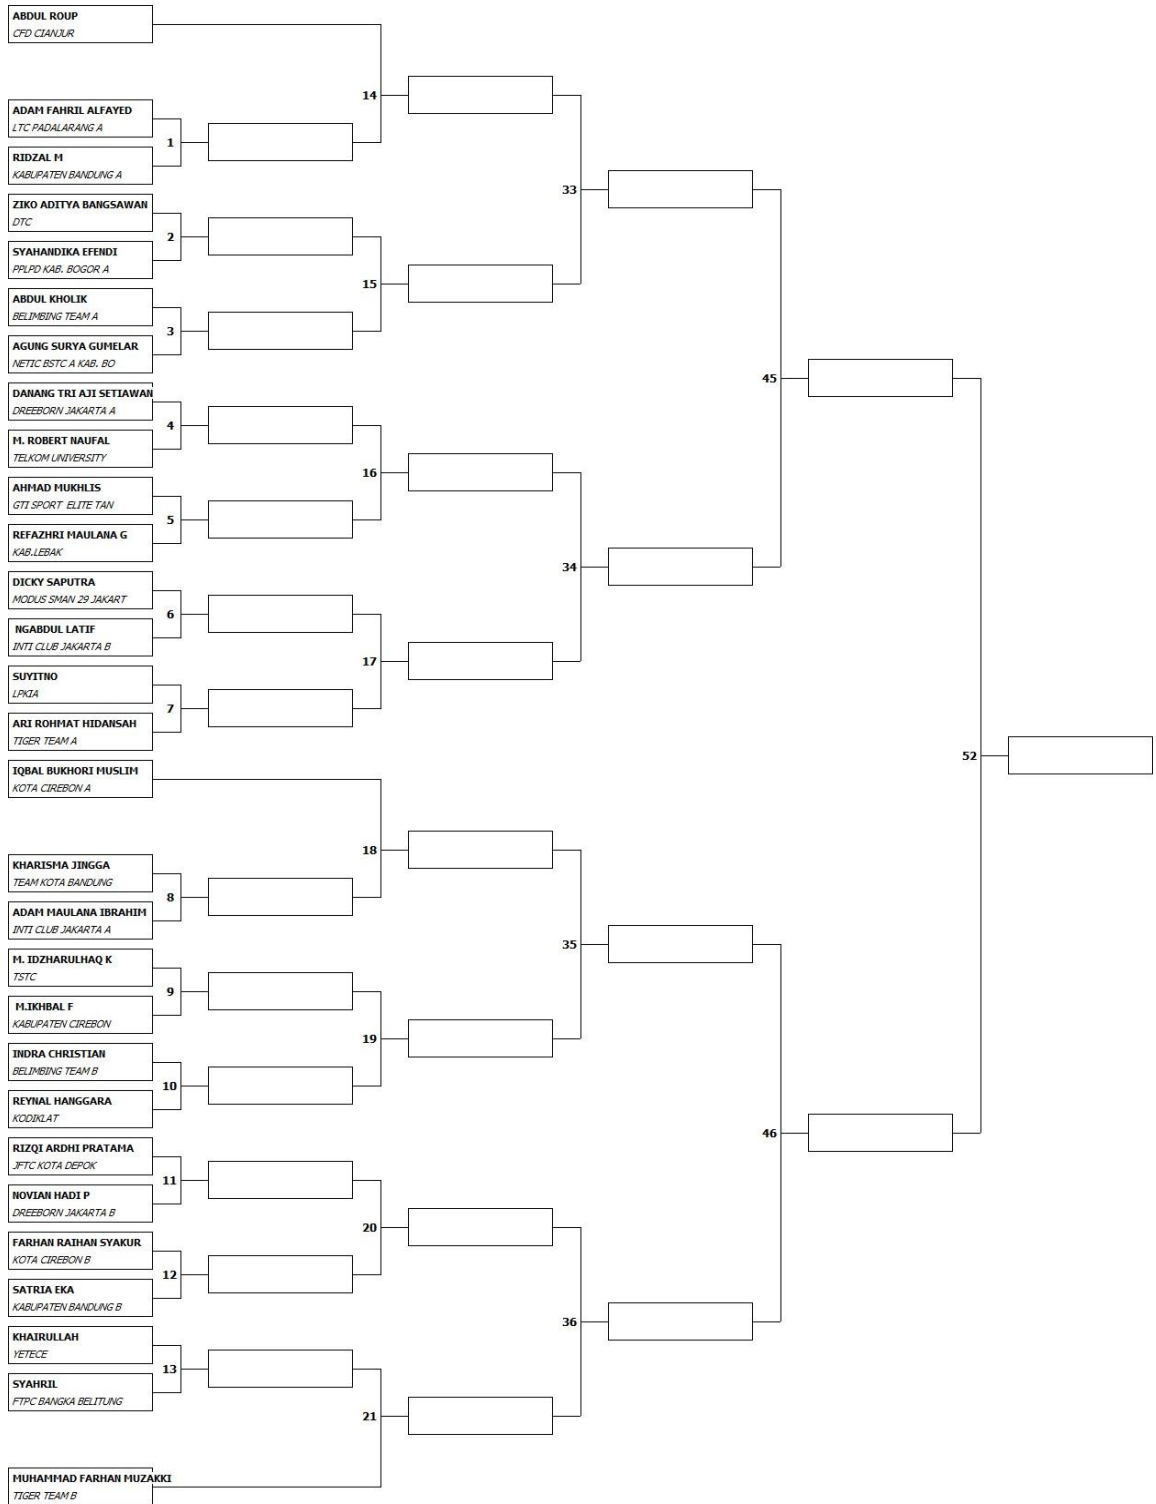 ABDUL ROUP
CFD CIANJUR
14
ADAM FAHRIL ALFAYED
LTC PADALARANG A
1
RIDZAL M
KABUPATEN BANDUNG A
33
ZIKO ADITYA BANGSAWAN
DTC
2
SYAHANDIKA EFENDI
PPLPD KAB. BOGOR A
15
ABDUL KHOLIK
BELIMBING TEAM A
3
AGUNG SURYA GUMELAR
NETIC BSTC A KAB. BO
45
DANANG TRI AJI SETIAWAN
DREEBORN JAKARTA A
4
M. ROBERT NAUFAL
TELKOM UNIVERSITY
16
AHMAD MUKHLIS
GTI SPORT  ELITE TAN
5
REFAZHRI MAULANA G
KAB.LEBAK
34
DICKY SAPUTRA
MODUS SMAN 29 JAKART
6
NGABDUL LATIF
INTI CLUB JAKARTA B
17
SUYITNO
LPKIA
7
ARI ROHMAT HIDANSAH
TIGER TEAM A
52
IQBAL BUKHORI MUSLIM
KOTA CIREBON A
18
KHARISMA JINGGA
TEAM KOTA BANDUNG
8
ADAM MAULANA IBRAHIM
INTI CLUB JAKARTA A
35
M. IDZHARULHAQ K
TSTC
9
M.IKHBAL F
KABUPATEN CIREBON
19
INDRA CHRISTIAN
BELIMBING TEAM B
10
REYNAL HANGGARA
KODIKLAT
46
RIZQI ARDHI PRATAMA
JFTC KOTA DEPOK
11
NOVIAN HADI P
DREEBORN JAKARTA B
20
FARHAN RAIHAN SYAKUR
KOTA CIREBON B
12
SATRIA EKA
KABUPATEN BANDUNG B
36
KHAIRULLAH
YETECE
13
SYAHRIL
FTPC BANGKA BELITUNG
21
MUHAMMAD FARHAN MUZAKKI
TIGER TEAM B